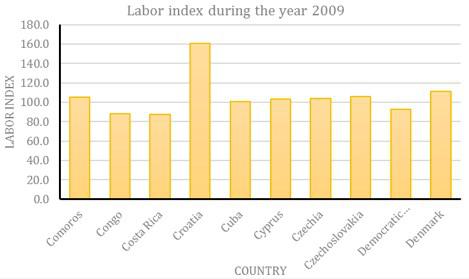 Labor index during the year 2009
LABOR INDEX
180.0
160.0
140.0
120.0
100.0
80.0
60.0
40.0
20.0
0.0
Comoros
Congo
Costa Rica
Croatia
Cuba
Cyprus
Czechia
Czechoslovakia
Democratic...
Denmark
COUNTRY